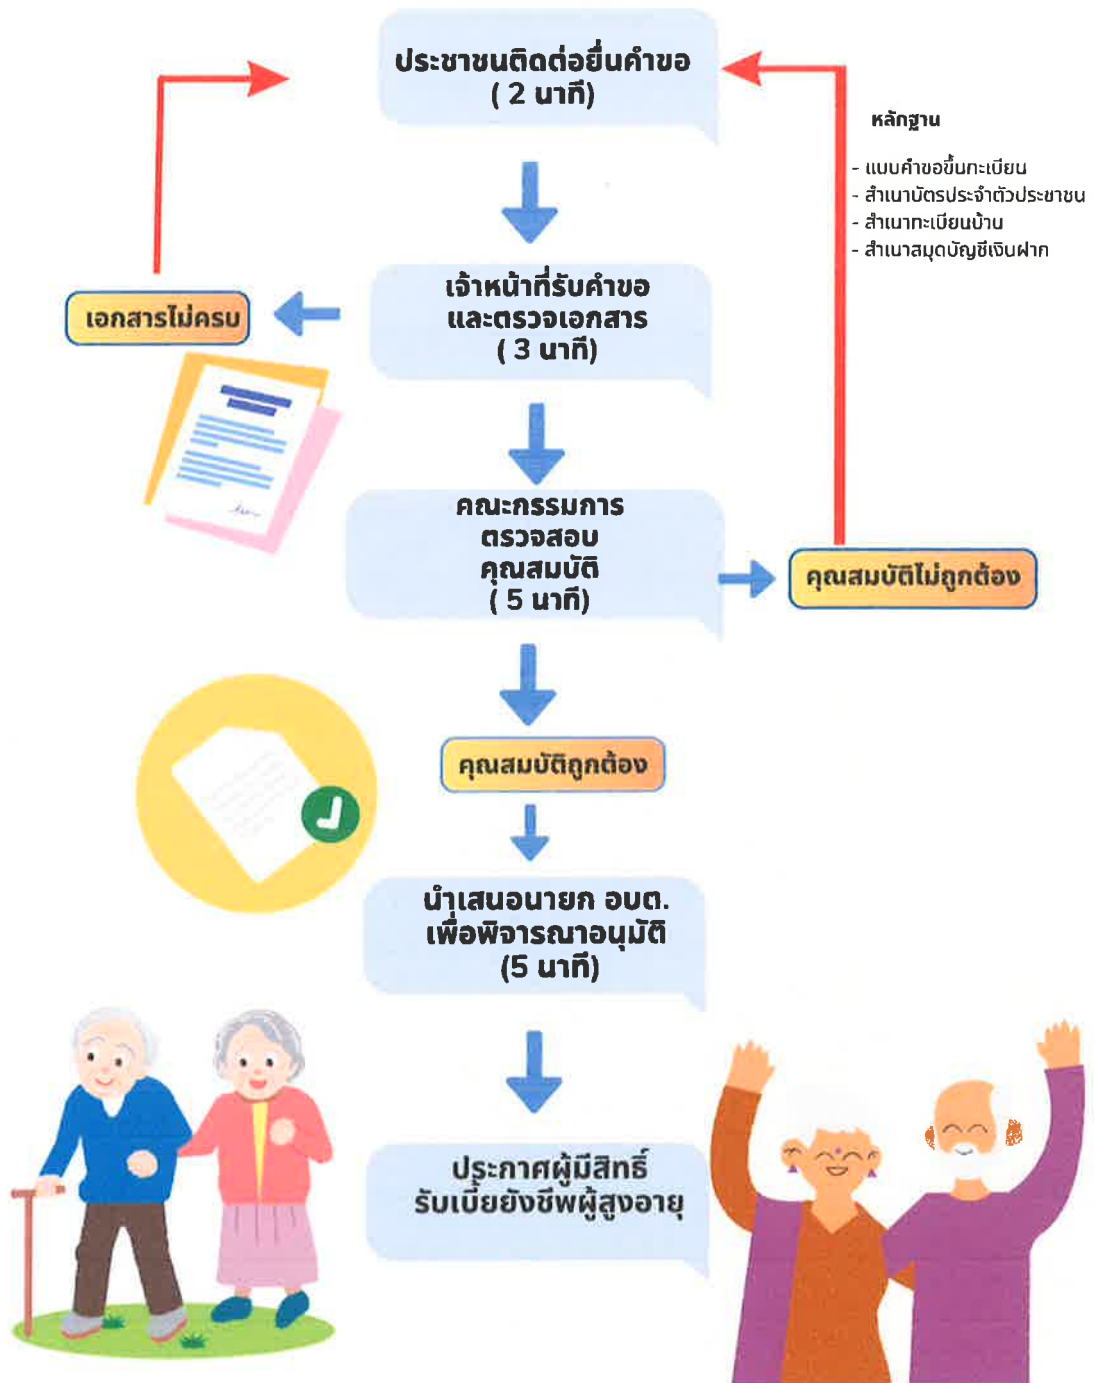 ประชาชนติดต่อยื่นคำขอ
( 2 นาที)
หลักฐาน
- แบบคำขอขึ้นทะเบียน
- สำเนาบัตรประจำตัวประชาชน
- สำเนาทะเบียนบ้าน
- สำเนาสมุดบัญชีเงินฝาก
เจ้าหน้าที่รับคำขอ
และตรวจเอกสาร
( 3 นาที)
เอกสารไม่ครบ
คณะกรรมการ
ตรวจสอบ
คุณสมบัติ
( 5 นาที)
คุณสมบัติไม่ถูกต้อง
คุณสมบัติถูกต้อง
นำเสนอนายก อบต.
เพื่อพิจารณาอนุมัติ
(5 นาที)
ประกาศผู้มีสิทธิ์
รับเบี้ยยังชีพผู้สูงอายุ